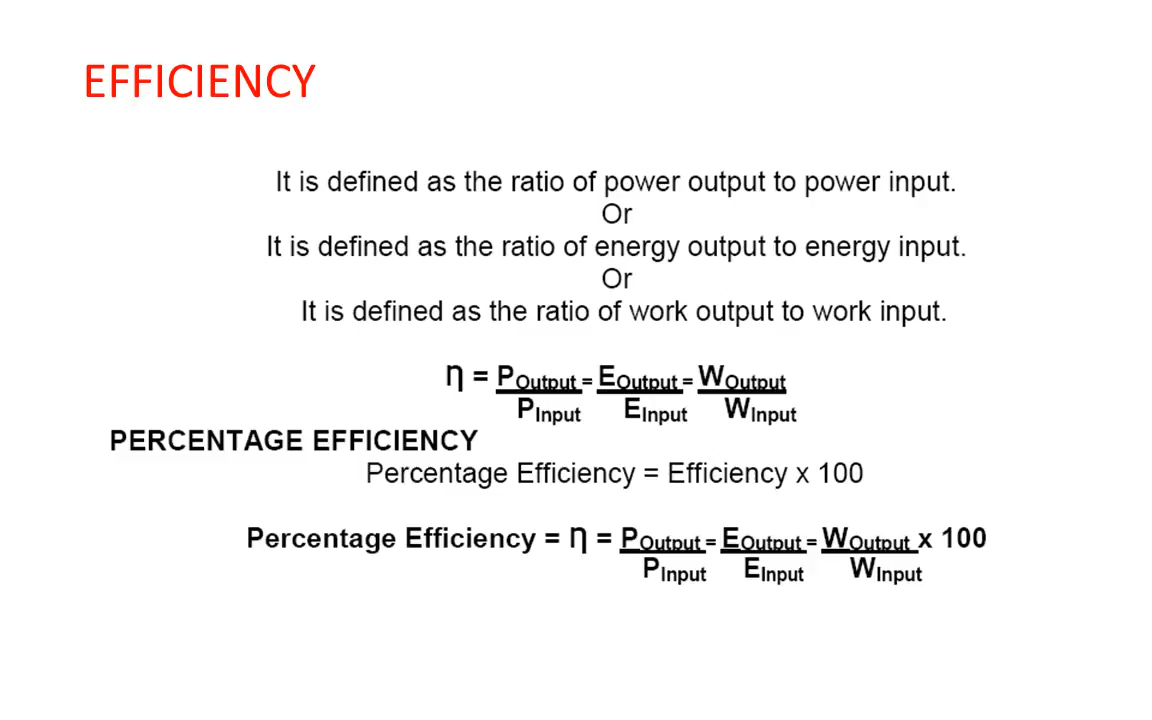 EFFICIENCY
It is defined as the ratio of power output to power input.
Or
It is defined as the ratio of energy output to energy input.
Or
It is defined as the ratio of work output to work input.
η = POutput = EOutput = WOutput
PInput EInput WInput
PERCENTAGE EFFICIENCY
Percentage Efficiency = Efficiency x 100
Percentage Efficiency = η = POutput = EOutput = WOutput x 100
PInput EInput WInput